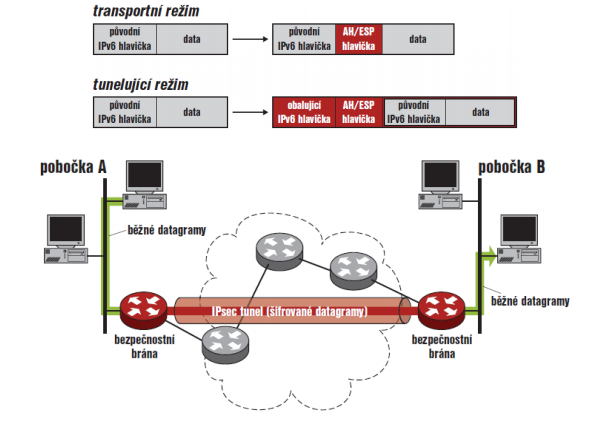 transportní režim
původní
IPv6 hlavička
data
původní
IPv6 hlavička
AH/ESP
hlavička
data
tunelující režim
původní
IPv6 hlavička
data
obalující
IPv6 hlavička
AH/ESP
hlavička
původní
IPv6 hlavička
data
pobočka A
pobočka B
běžné datagramy
běžné datagramy
IPsec tunel (šifrované datagramy)
bezpečnostní
brána
bezpečnostní
brána